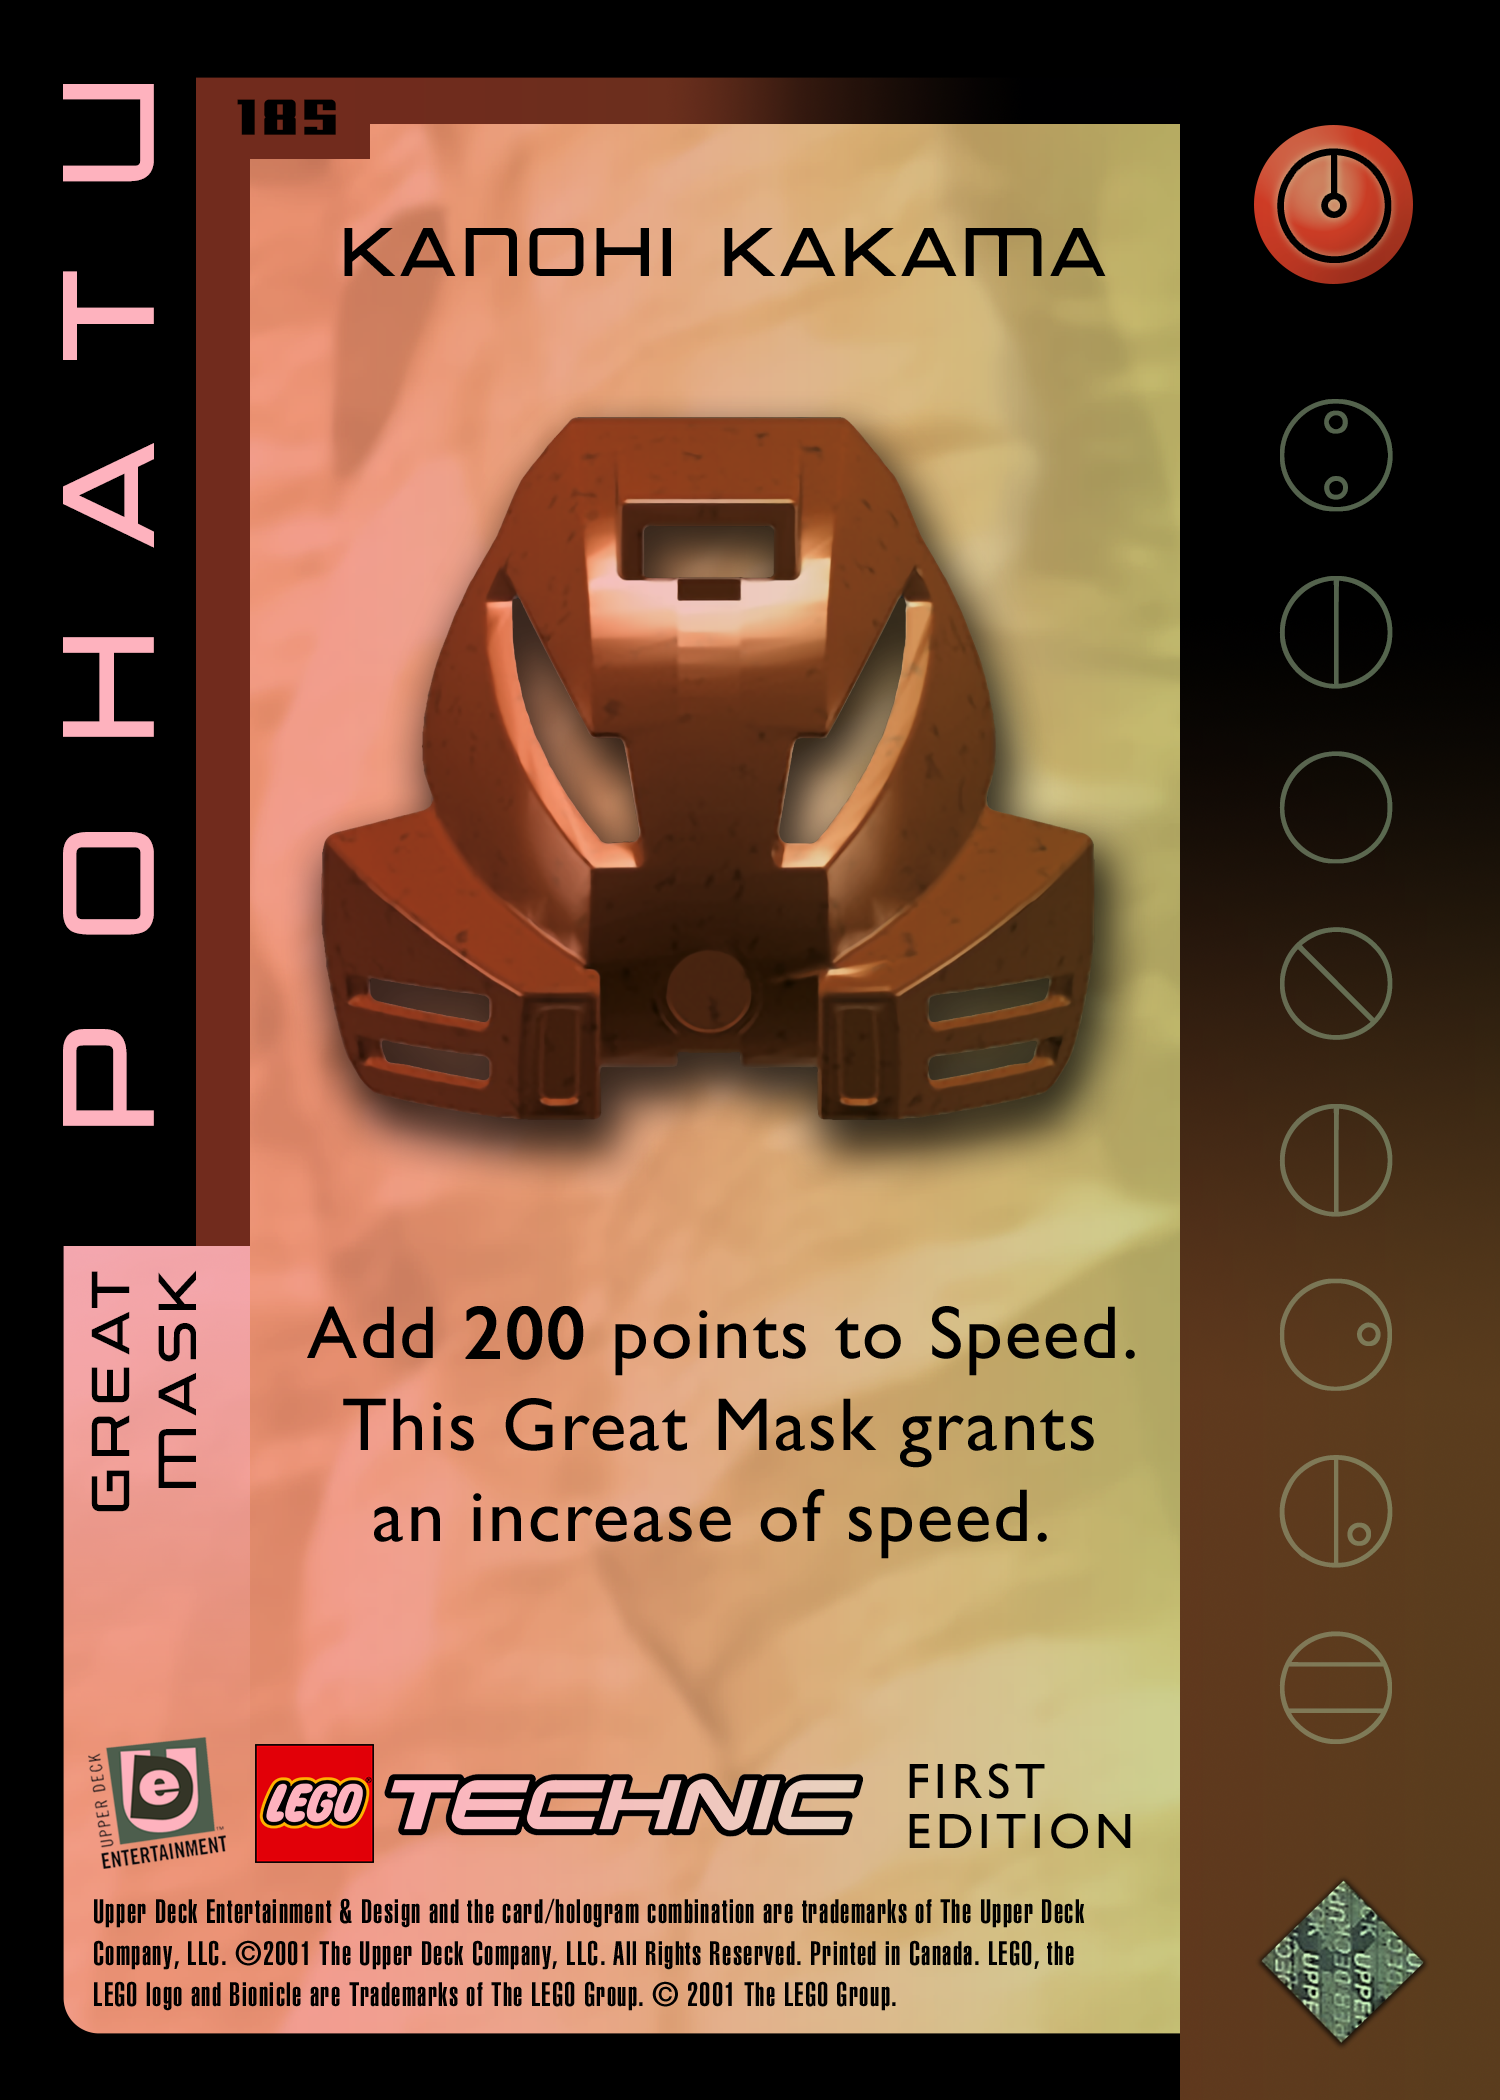 POHATU
185
KANOHI KAKAMA
GREAT
MASK
Add 200 points to Speed.
This Great Mask grants
an increase of speed.
UPPER DECK
ENTERTAINMENT
LEGO
TECHNIC
FIRST
EDITION
Upper Deck Entertainment & Design and the card/hologram combination are trademarks of The Upper Deck
Company, LLC. ©2001 The Upper Deck Company, LLC. All Rights Reserved. Printed in Canada. LEGO, the
LEGO logo and Bionicle are Trademarks of The LEGO Group. © 2001 The LEGO Group.